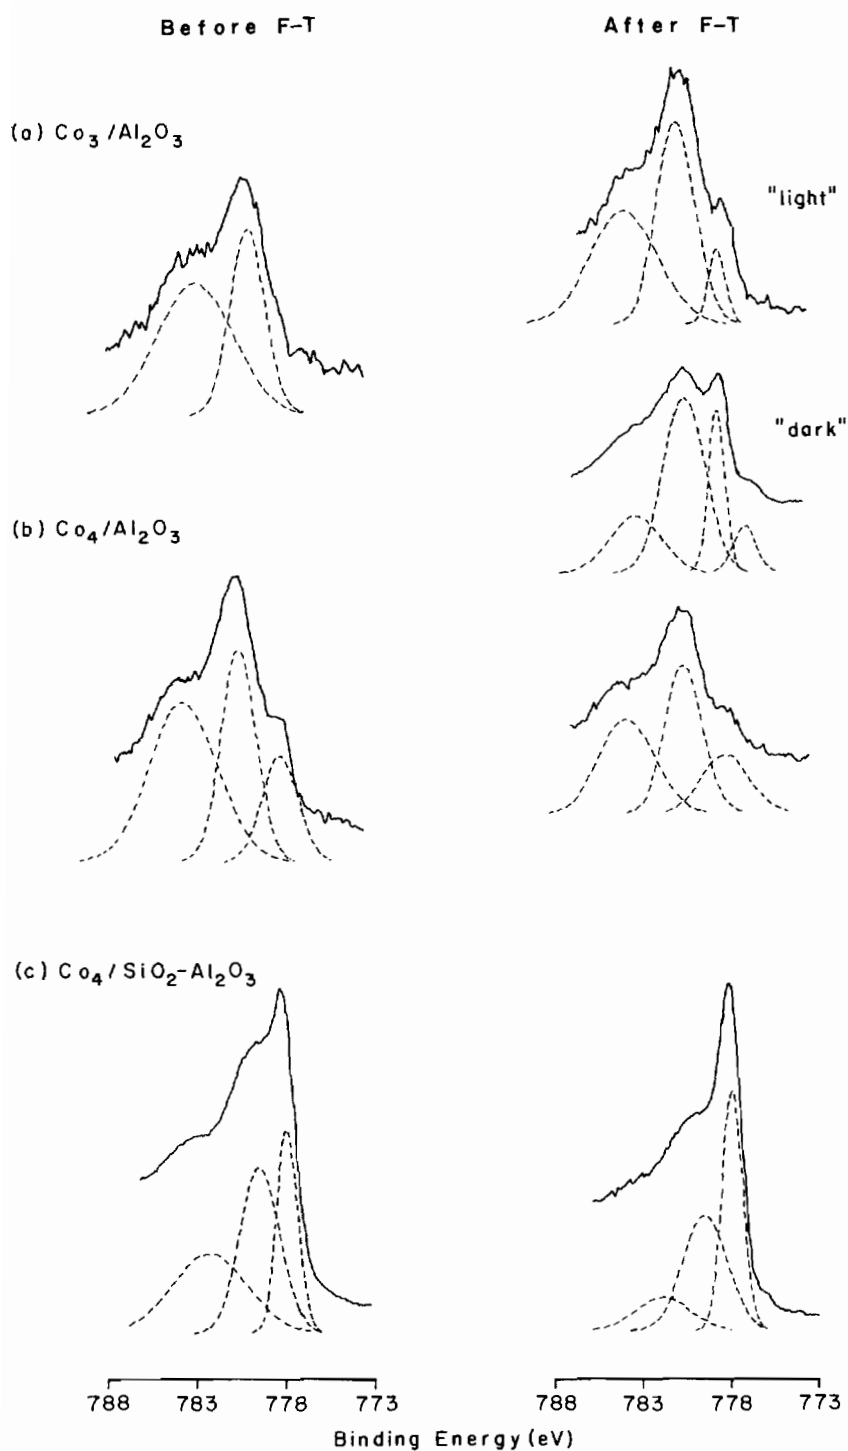 Before F-T
After F-T
(a) Co₃/Al₂O₃
"light"
"dark"
(b) Co₄/Al₂O₃
(c) Co₄/SiO₂-Al₂O₃
788 783 778 773
788 783 778 773
Binding Energy (eV)